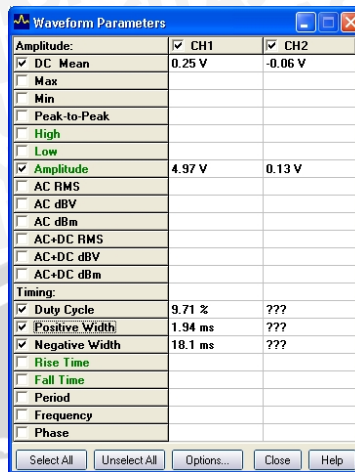 Waveform Parameters
Amplitude: CH1 CH2
DC Mean 0.25 V -0.06 V
Max
Min
Peak-to-Peak
High
Low
Amplitude 4.97 V 0.13 V
AC RMS
AC dBV
AC dBm
AC+DC RMS
AC+DC dBV
AC+DC dBm
Timing:
Duty Cycle 9.71 % ???
Positive Width 1.94 ms ???
Negative Width 18.1 ms ???
Rise Time
Fall Time
Period
Frequency
Phase
Select All Unselect All Options... Close Help